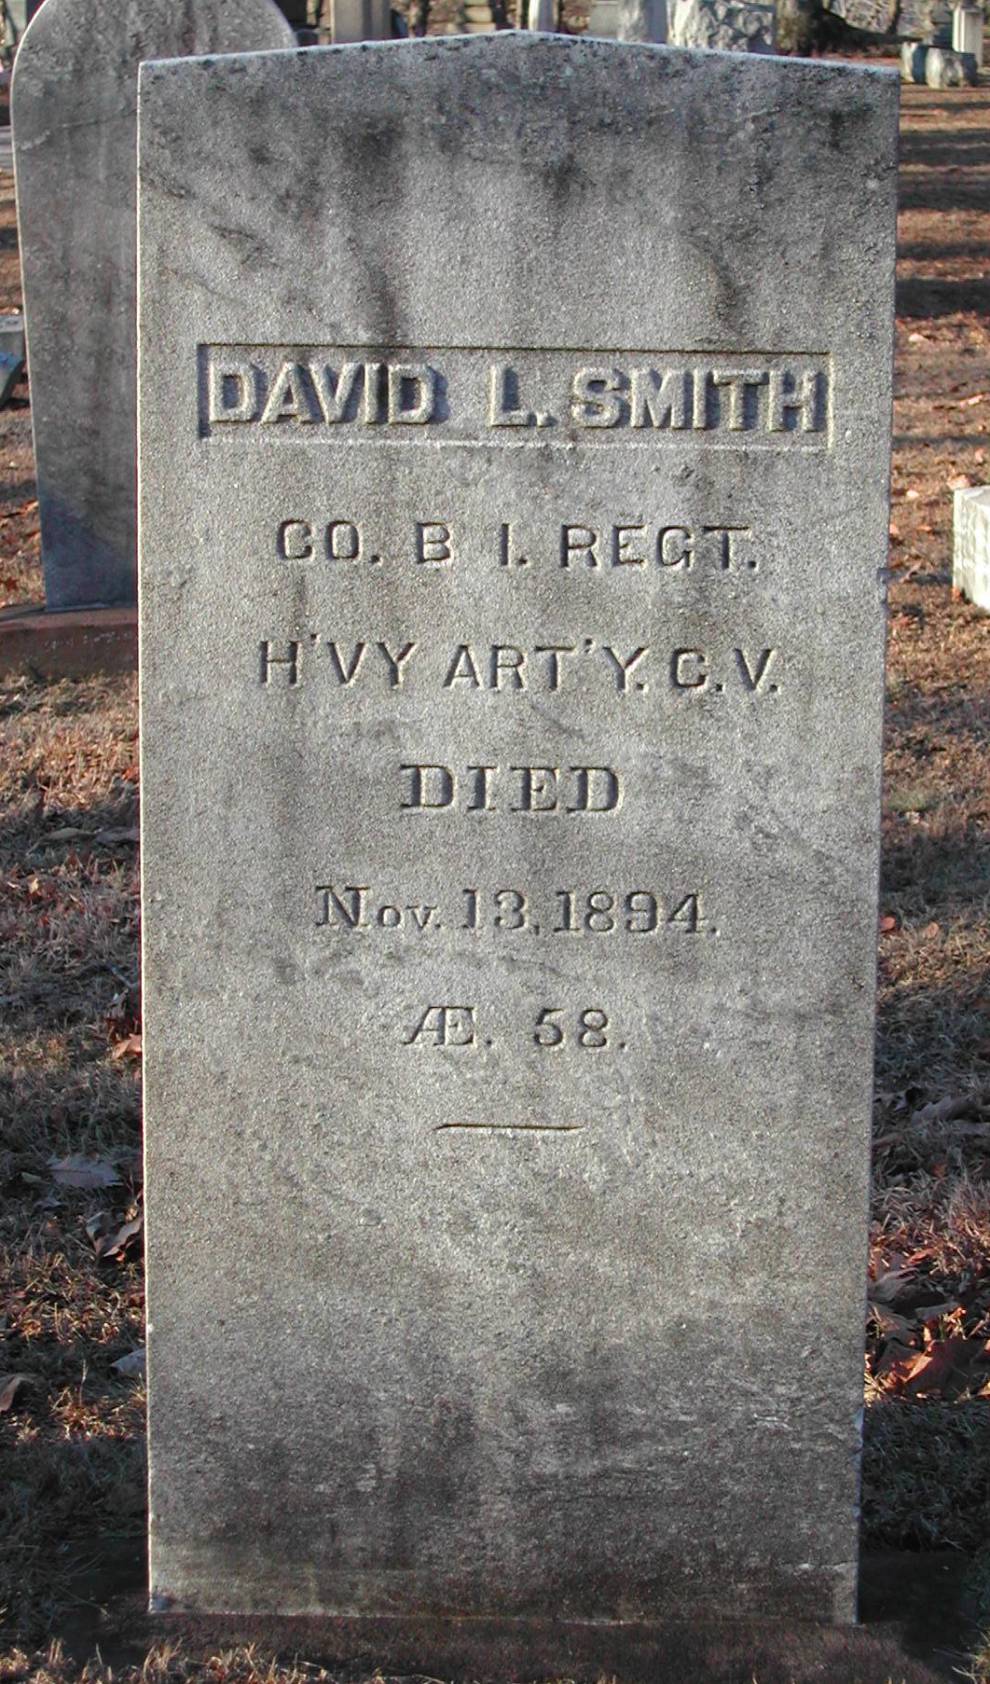 DAVID L. SMITH
CO. B 1. REGT.
H'VY ART'Y. C.V.
DIED
Nov. 13, 1894.
Æ. 58.